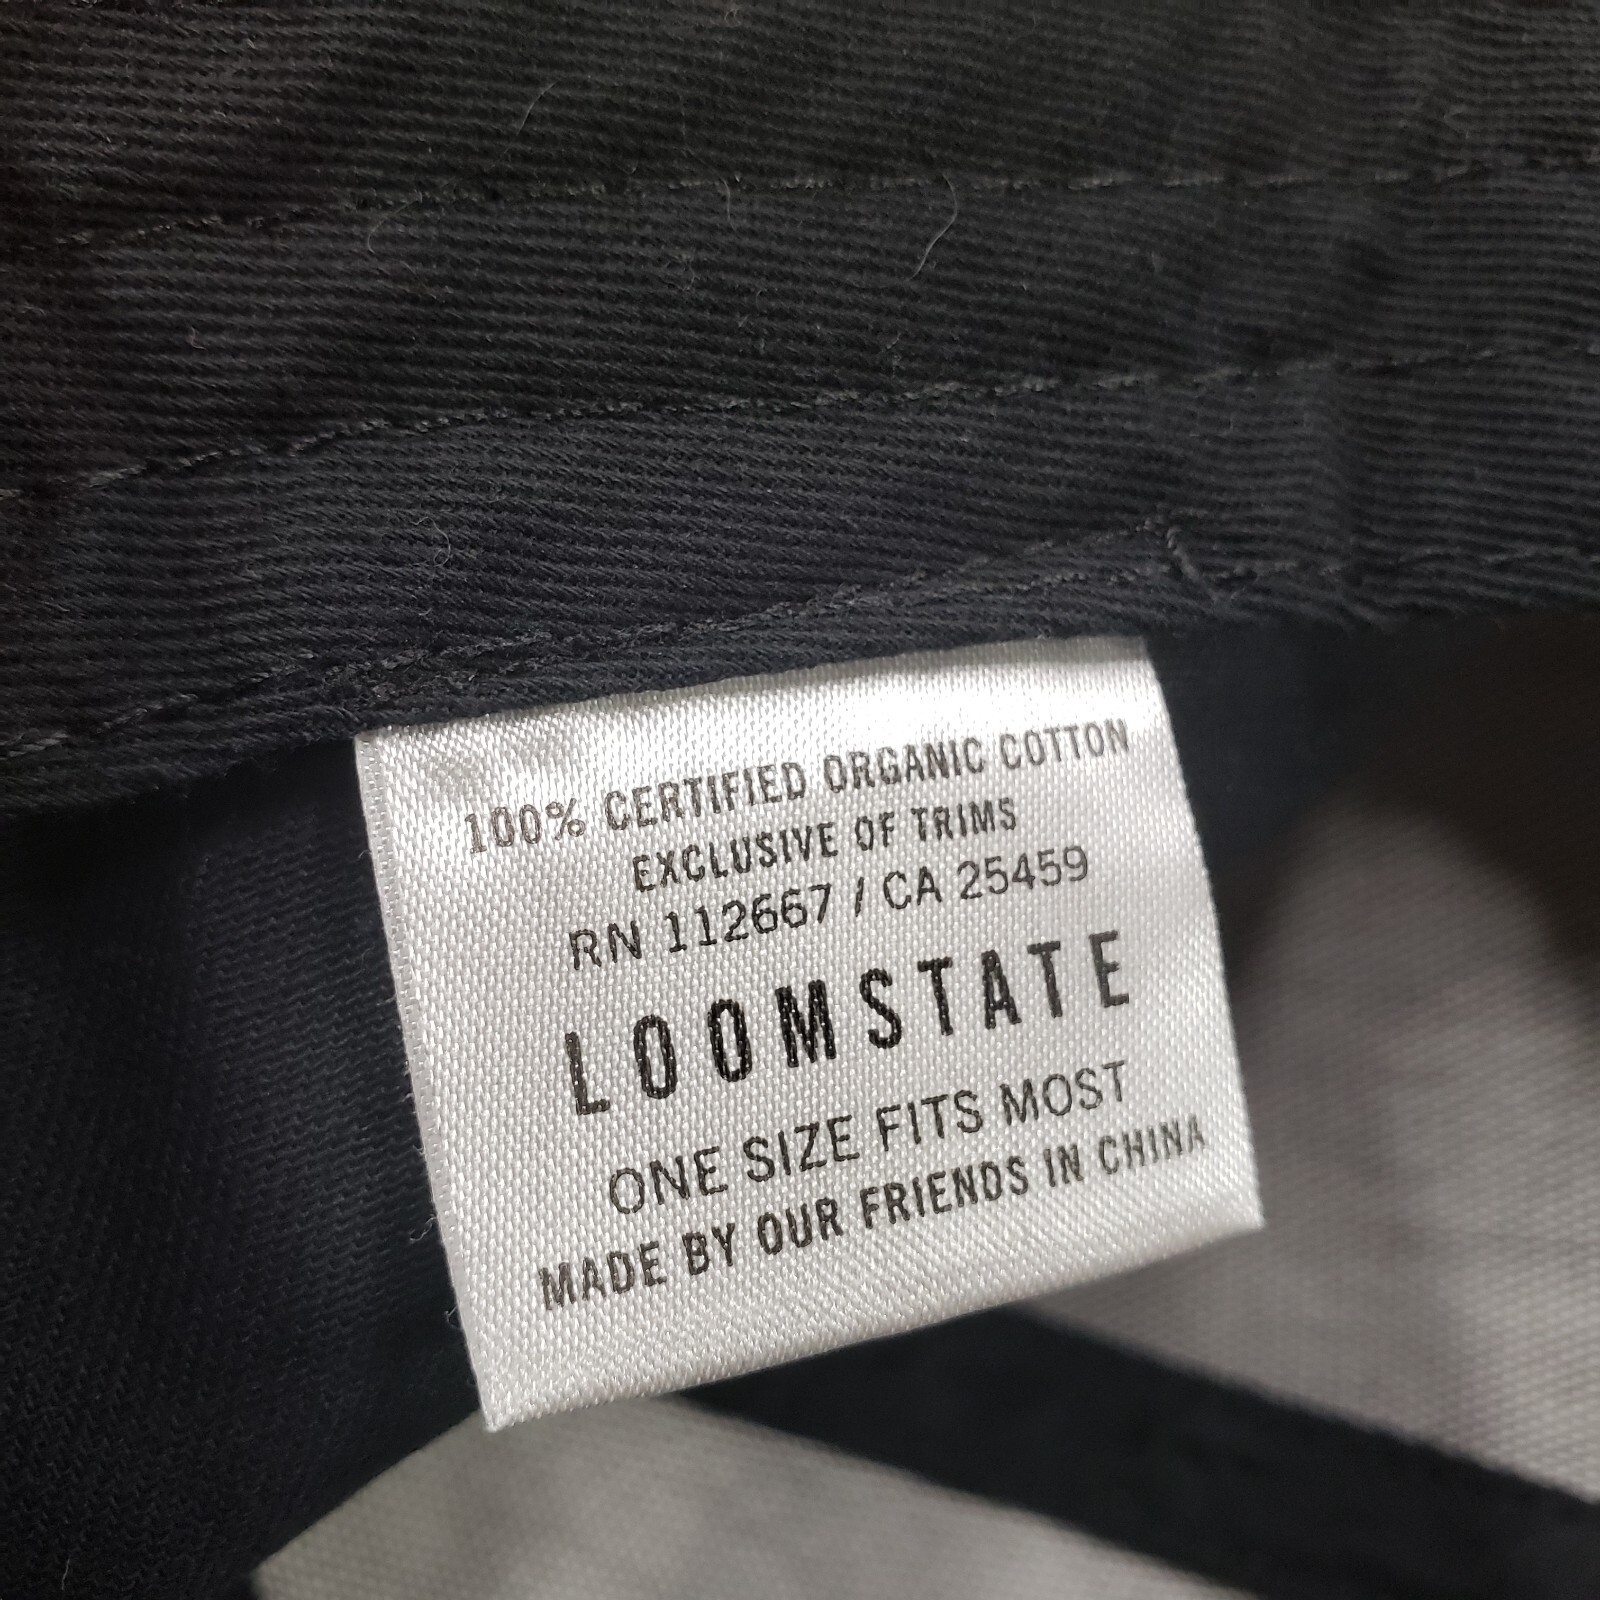 100% CERTIFIED ORGANIC COTTON
EXCLUSIVE OF TRIMS
RN 112667 / CA 25459
LOOMSTATE
ONE SIZE FITS MOST
MADE BY OUR FRIENDS IN CHINA